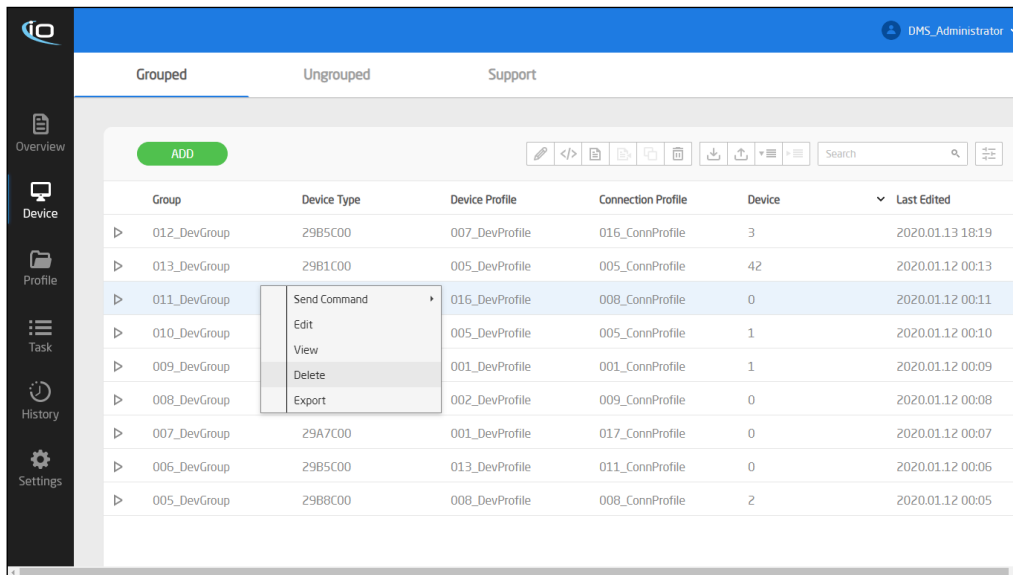 iO
DMS_Administrator
Grouped Ungrouped Support
Overview
Device
Profile
Task
History
Settings
ADD </> Search
Group Device Type Device Profile Connection Profile Device Last Edited
012_DevGroup 29B5C00 007_DevProfile 016_ConnProfile 3 2020.01.13 18:19
013_DevGroup 29B1C00 005_DevProfile 005_ConnProfile 42 2020.01.12 00:13
011_DevGroup 016_DevProfile 008_ConnProfile 0 2020.01.12 00:11
010_DevGroup 005_DevProfile 005_ConnProfile 1 2020.01.12 00:10
009_DevGroup 001_DevProfile 001_ConnProfile 1 2020.01.12 00:09
008_DevGroup 002_DevProfile 009_ConnProfile 0 2020.01.12 00:08
007_DevGroup 29A7C00 001_DevProfile 017_ConnProfile 0 2020.01.12 00:07
006_DevGroup 29B5C00 013_DevProfile 011_ConnProfile 0 2020.01.12 00:06
005_DevGroup 29B8C00 008_DevProfile 008_ConnProfile 2 2020.01.12 00:05
Send Command
Edit
View
Delete
Export